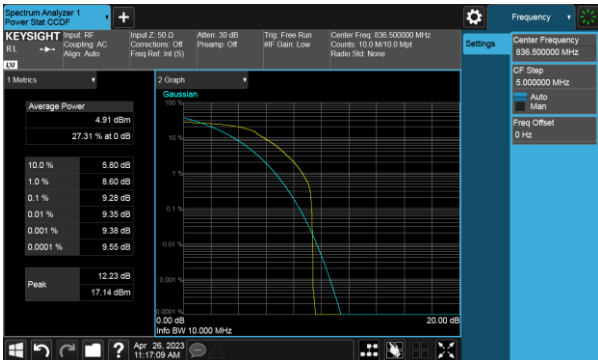 Spectrum Analyzer 1
Power Stat CCDF
Frequency
KEYSIGHT
RL
Input: RF
Coupling: AC
Align: Auto
Input Z: 50 Ω
Corrections: Off
Freq Ref: Int (S)
Atten: 30 dB
Preamp: Off
Trig: Free Run
#IF Gain: Low
Center Freq: 836.500000 MHz
Counts: 10.0 M/10.0 Mpt
Radio Std: None
Settings
Center Frequency
836.500000 MHz
CF Step
5.000000 MHz
Auto
Man
Freq Offset
0 Hz
1 Metrics
Average Power
4.91 dBm
27.31 % at 0 dB
10.0 % 5.80 dB
1.0 % 8.60 dB
0.1 % 9.28 dB
0.01 % 9.35 dB
0.001 % 9.38 dB
0.0001 % 9.55 dB
Peak
12.23 dB
17.14 dBm
2 Graph
Gaussian
100 %
10 %
1 %
0.1 %
0.01 %
0.001 %
0.0001 %
0.00 dB
20.00 dB
Info BW 10.000 MHz
Apr 26, 2023
11:17:09 AM